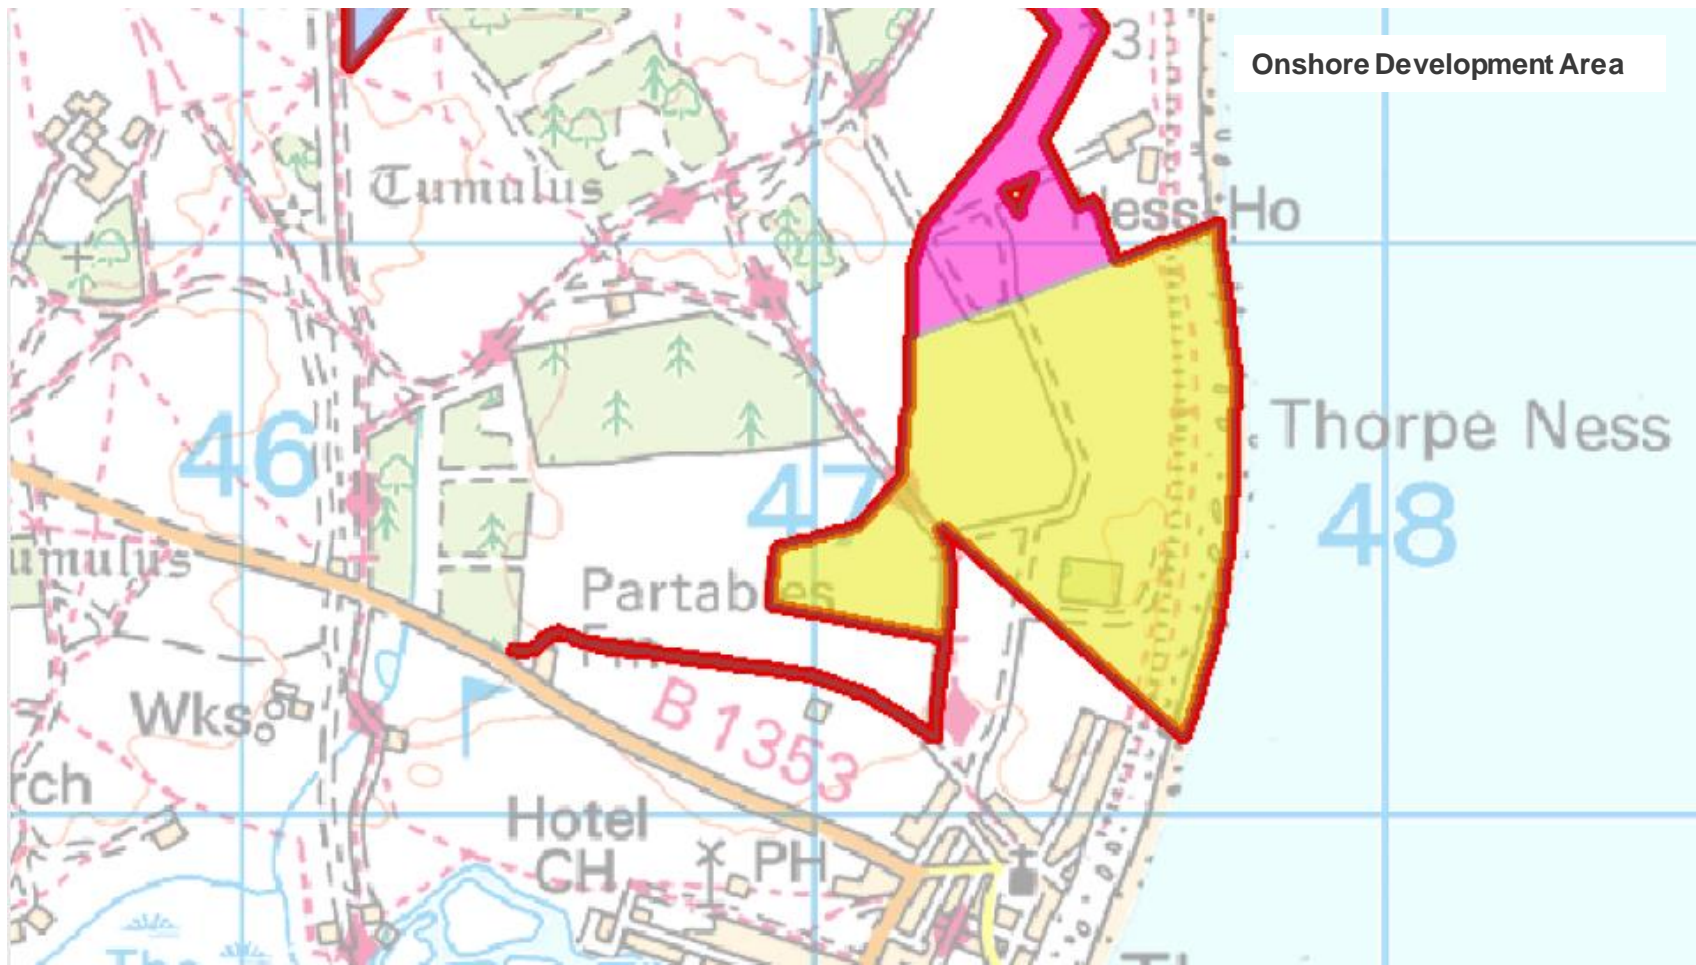 3
Onshore Development Area
Tumulus
Ness Ho
46
47
Thorpe Ness
48
umulus
Partables
Fm
Wks
B 1353
rch
Hotel
CH
PH
The